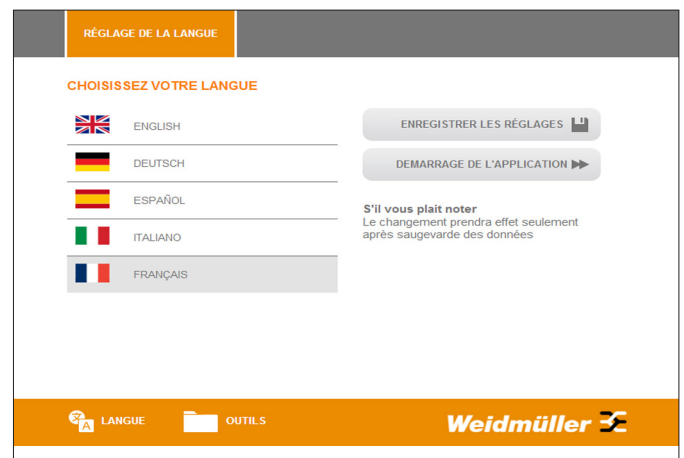 RÉGLAGE DE LA LANGUE
CHOISISSEZ VOTRE LANGUE
ENGLISH
DEUTSCH
ESPAÑOL
ITALIANO
FRANÇAIS
ENREGISTRER LES RÉGLAGES
DEMARRAGE DE L'APPLICATION
S'il vous plait noter
Le changement prendra effet seulement
après saugevarde des données
LANGUE
OUTILS
Weidmüller